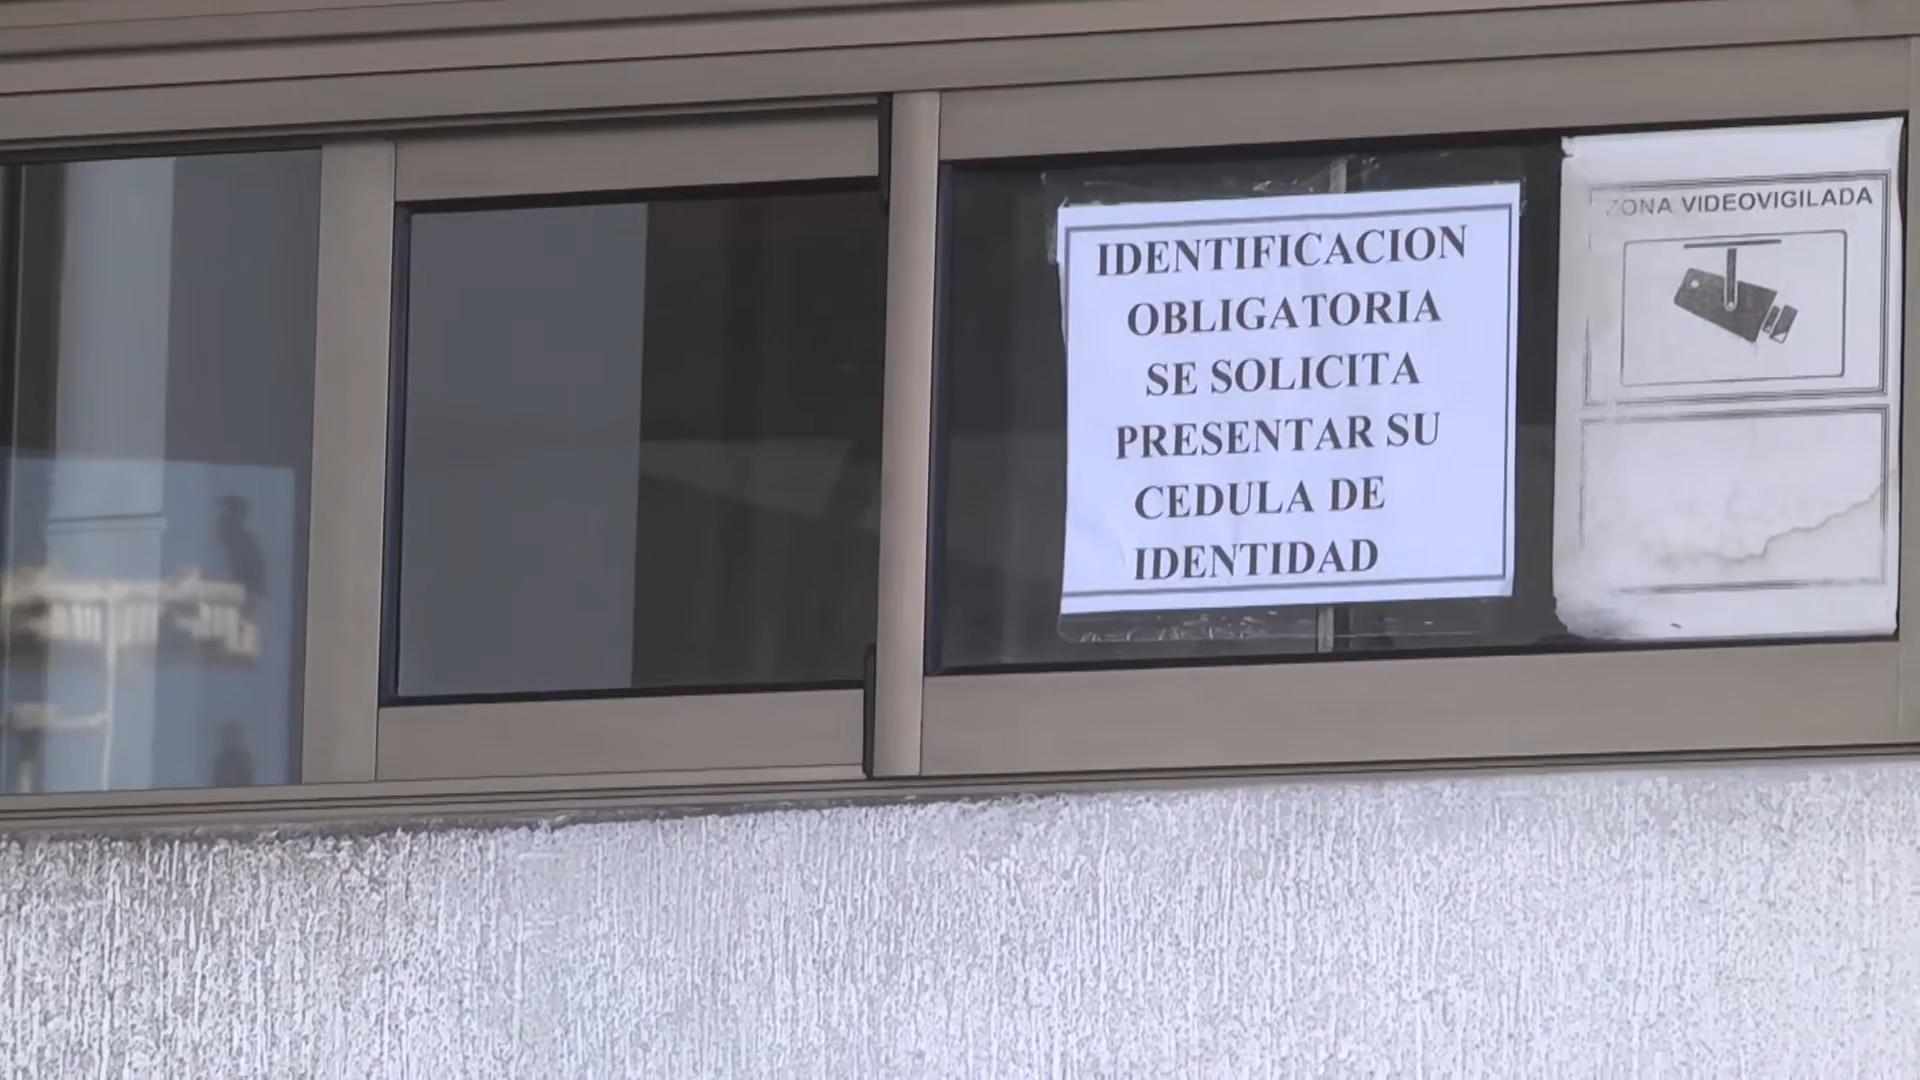 IDENTIFICACION
OBLIGATORIA
SE SOLICITA
PRESENTAR SU
CEDULA DE
IDENTIDAD
ZONA VIDEOVIGILADA